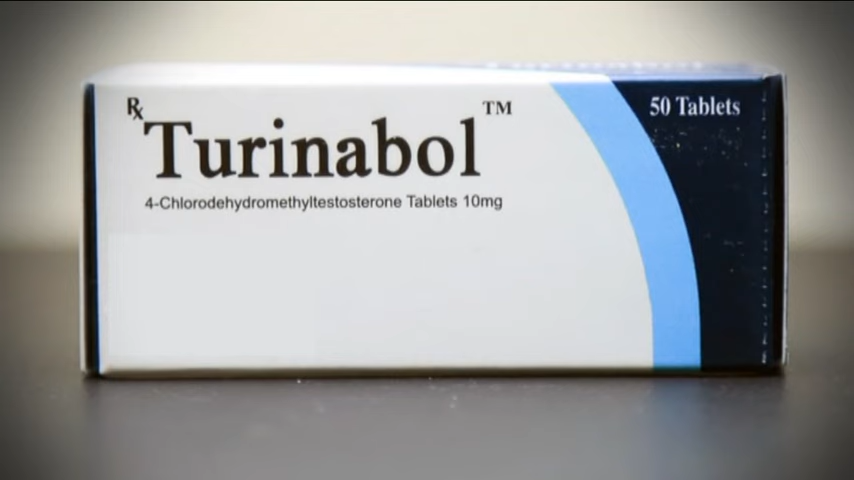 Rx Turinabol™
50 Tablets
4-Chlorodehydromethyltestosterone Tablets 10mg